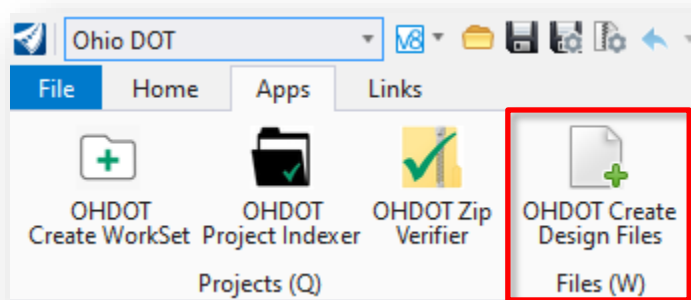 Ohio DOT
V8
File Home Apps Links
OHDOT OHDOT OHDOT Zip OHDOT Create
Create WorkSet Project Indexer Verifier Design Files
Projects (Q) Files (W)